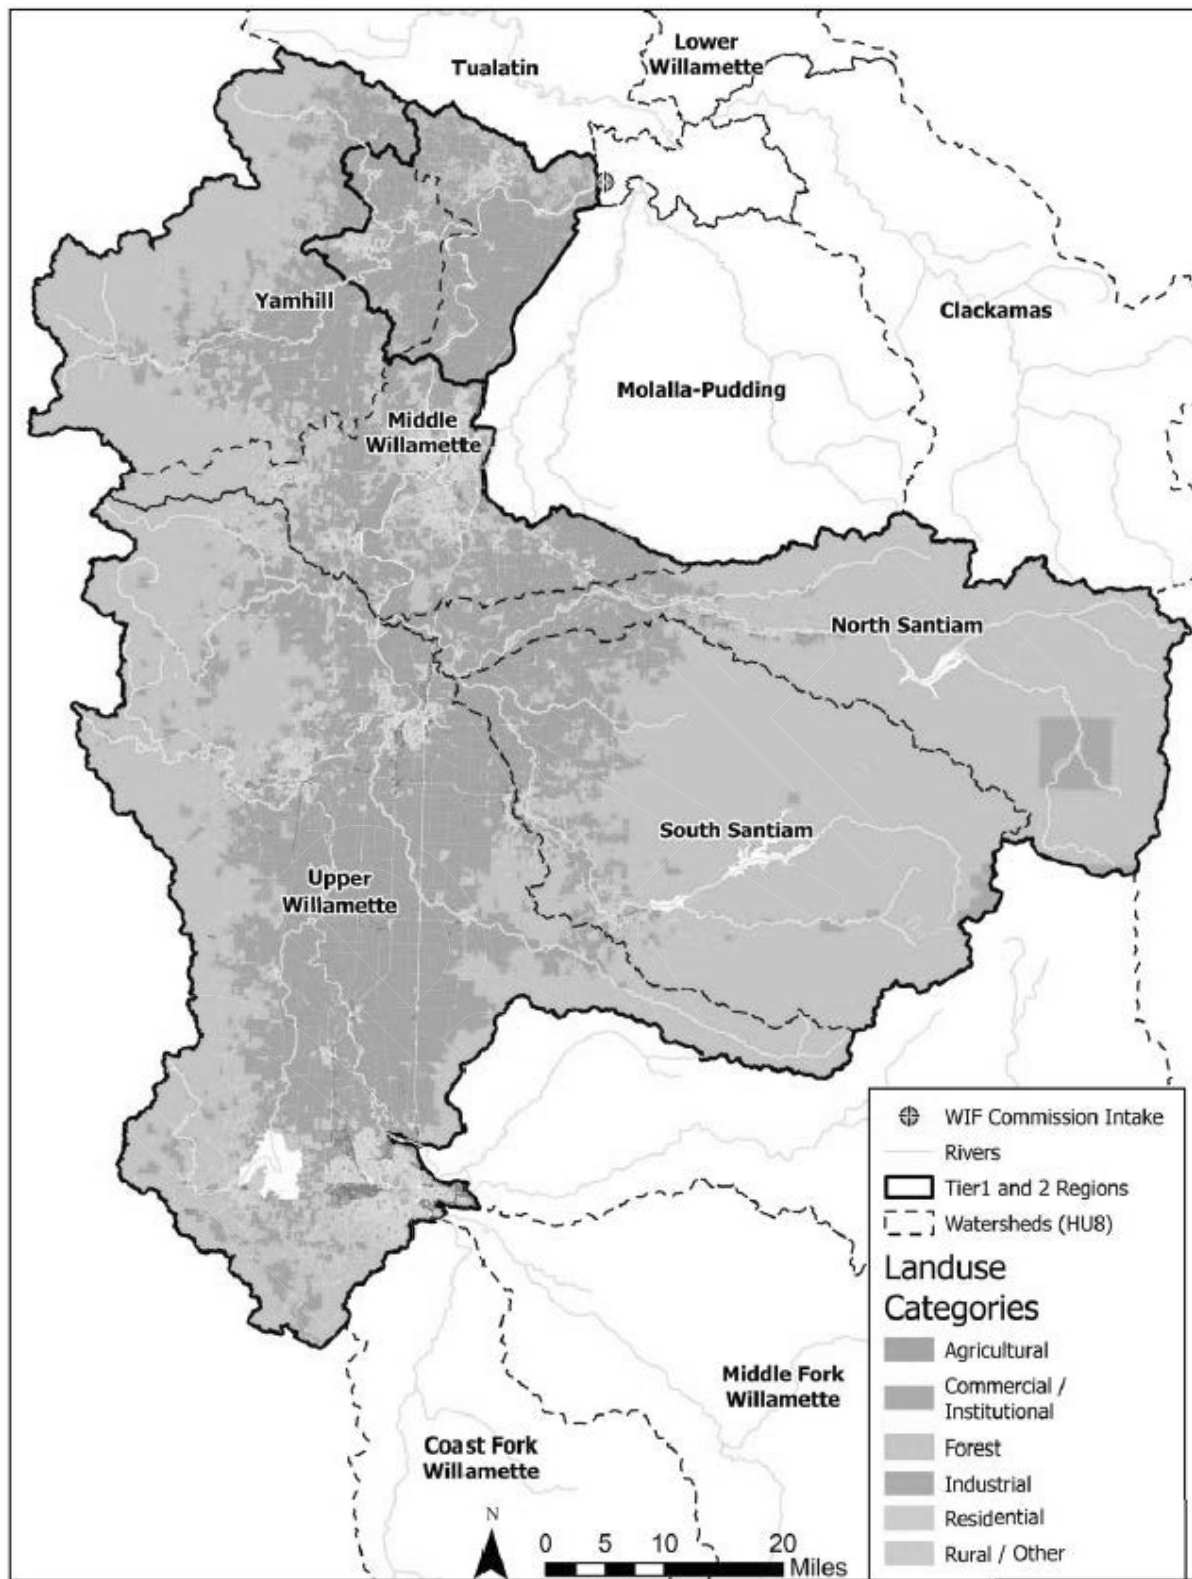 Lower
Willamette
Tualatin
Yamhill
Clackamas
Molalla-Pudding
Middle
Willamette
North Santiam
South Santiam
Upper
Willamette
WIF Commission Intake
Rivers
Tier1 and 2 Regions
Watersheds (HU8)
Landuse
Categories
Agricultural
Commercial /
Institutional
Forest
Industrial
Residential
Rural / Other
Middle Fork
Willamette
Coast Fork
Willamette
N
0 5 10 20
Miles